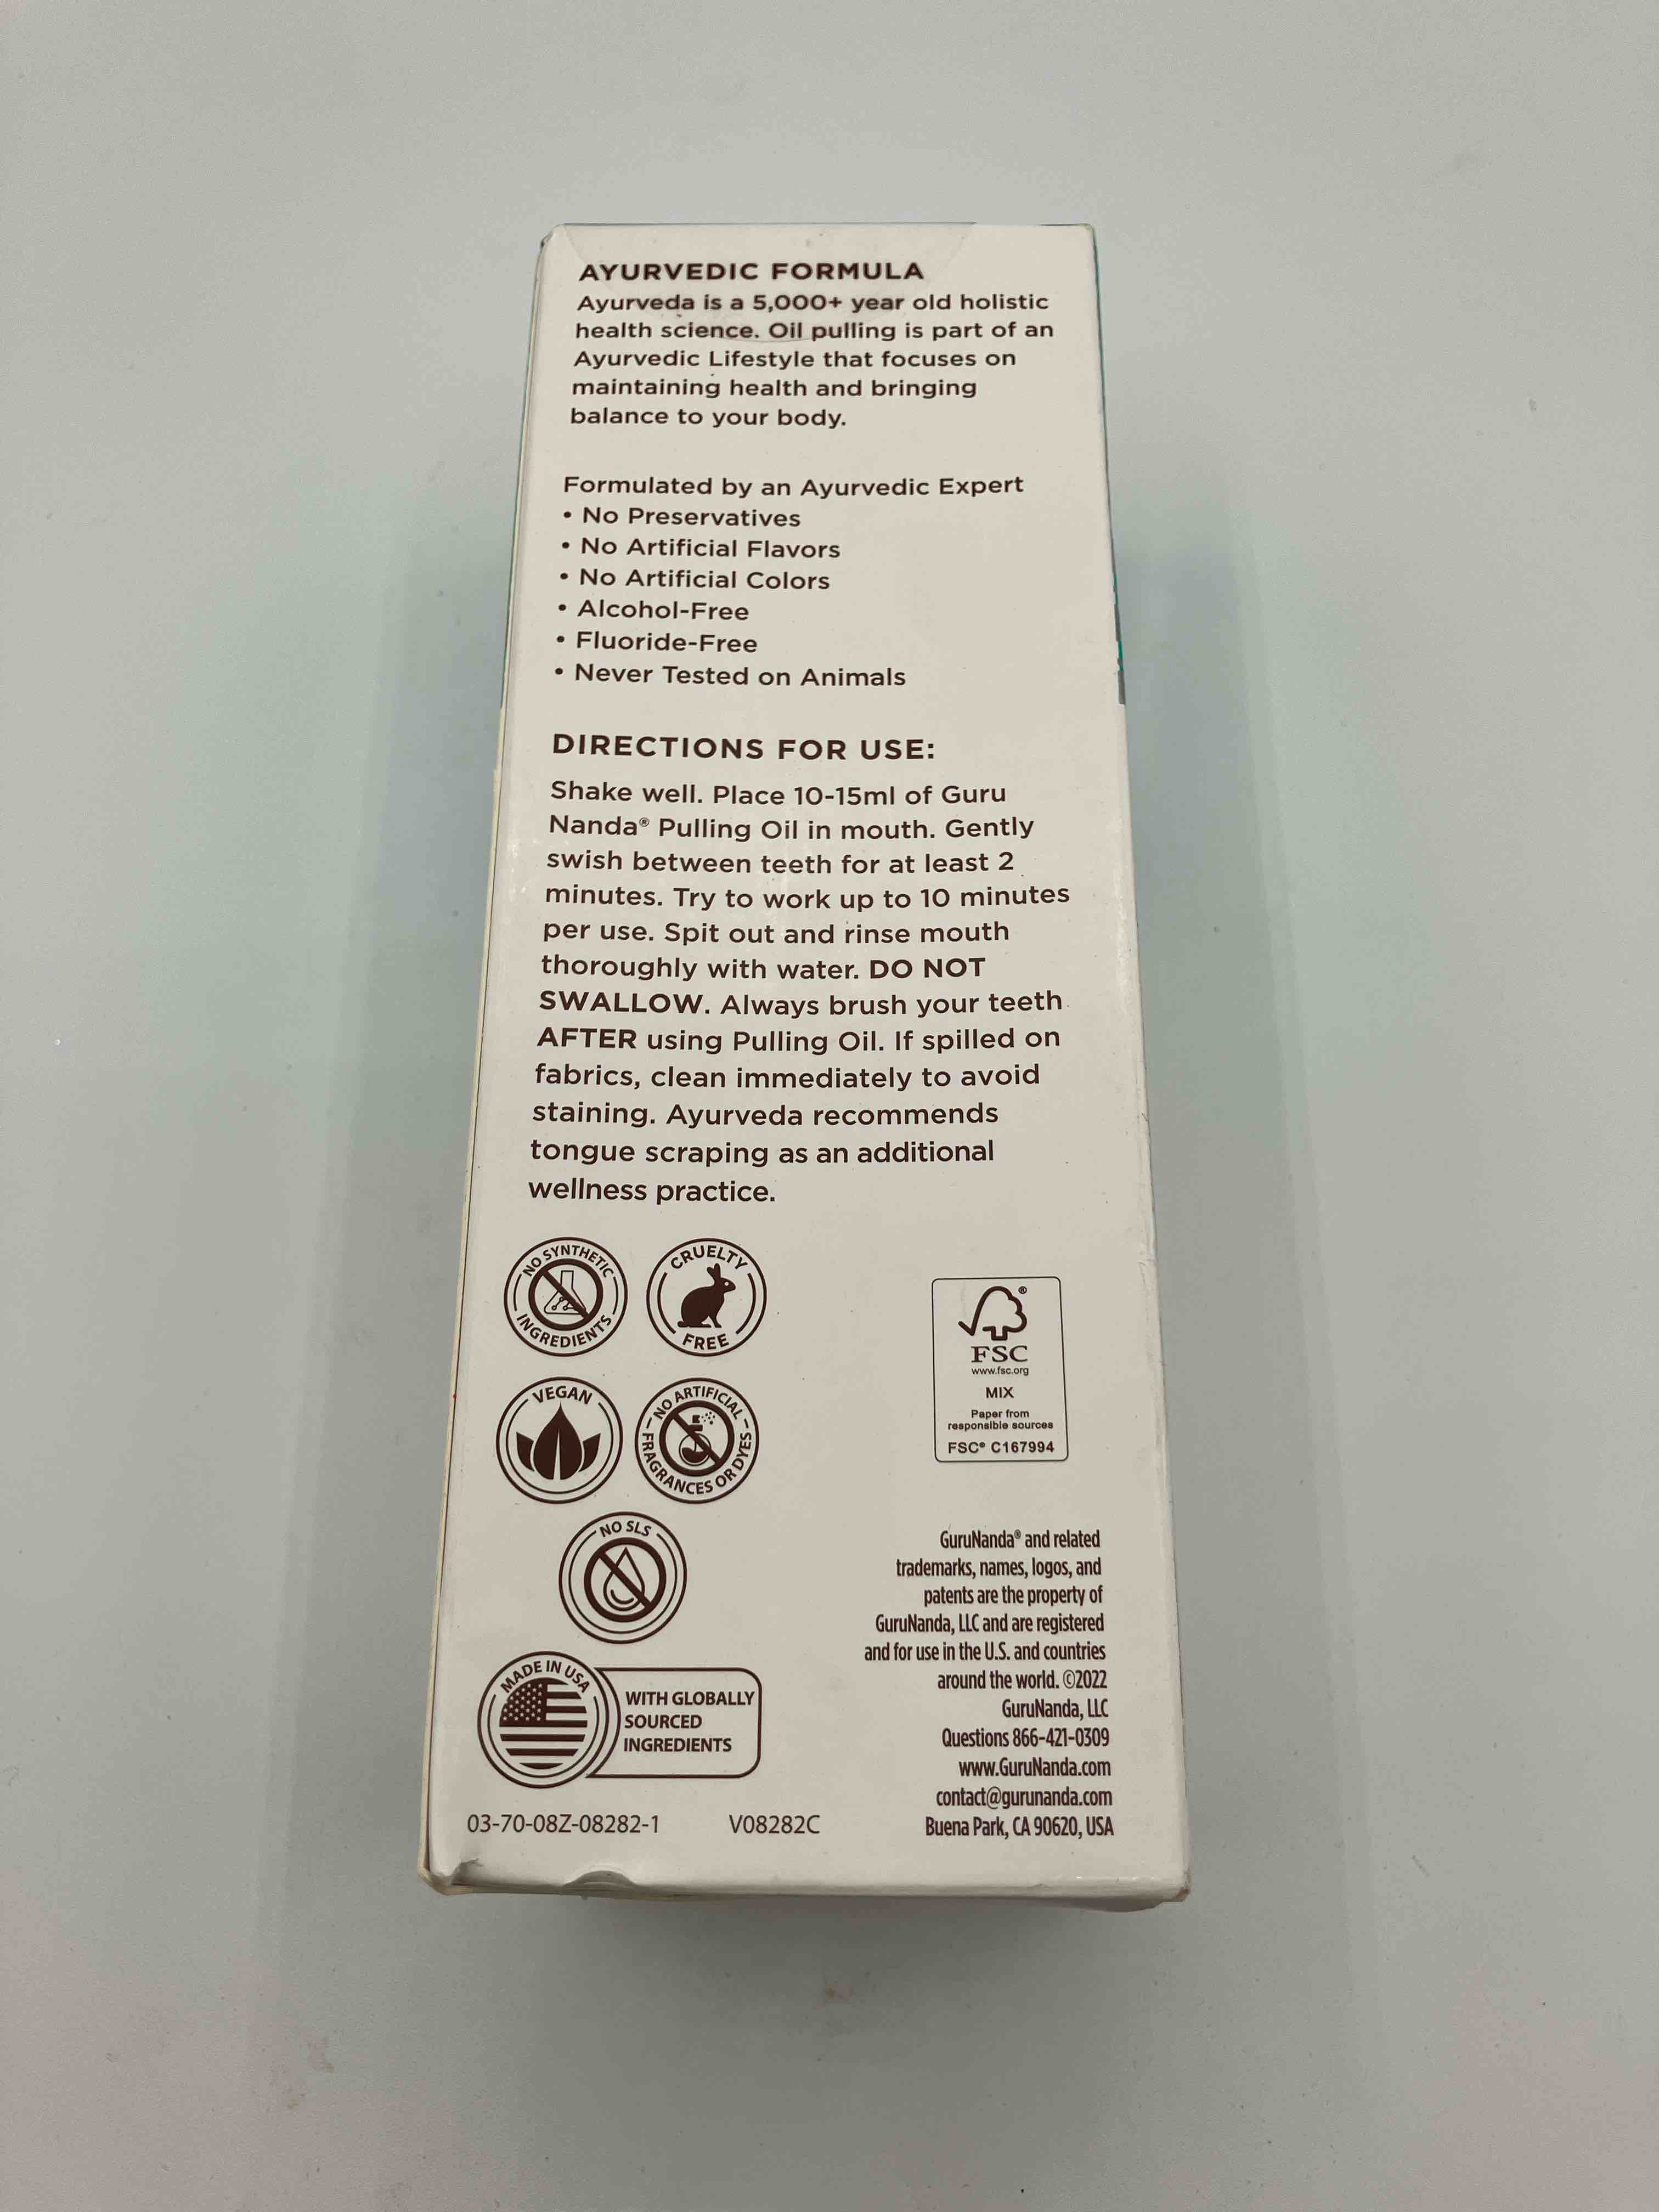 AYURVEDIC FORMULA
Ayurveda is a 5,000+ year old holistic
health science. Oil pulling is part of an
Ayurvedic Lifestyle that focuses on
maintaining health and bringing
balance to your body.
Formulated by an Ayurvedic Expert
• No Preservatives
• No Artificial Flavors
• No Artificial Colors
• Alcohol-Free
• Fluoride-Free
• Never Tested on Animals
DIRECTIONS FOR USE:
Shake well. Place 10-15ml of Guru
Nanda® Pulling Oil in mouth. Gently
swish between teeth for at least 2
minutes. Try to work up to 10 minutes
per use. Spit out and rinse mouth
thoroughly with water. DO NOT
SWALLOW. Always brush your teeth
AFTER using Pulling Oil. If spilled on
fabrics, clean immediately to avoid
staining. Ayurveda recommends
tongue scraping as an additional
wellness practice.
NO SYNTHETIC
INGREDIENTS
CRUELTY
FREE
VEGAN
NO ARTIFICIAL
FRAGRANCES OR DYES
NO SLS
MADE IN USA
WITH GLOBALLY
SOURCED
INGREDIENTS
03-70-08Z-08282-1 V08282C
®
FSC
www.fsc.org
MIX
Paper from
responsible sources
FSC® C167994
GuruNanda® and related
trademarks, names, logos, and
patents are the property of
GuruNanda, LLC and are registered
and for use in the U.S. and countries
around the world. ©2022
GuruNanda, LLC
Questions 866-421-0309
www.GuruNanda.com
contact@gurunanda.com
Buena Park, CA 90620, USA